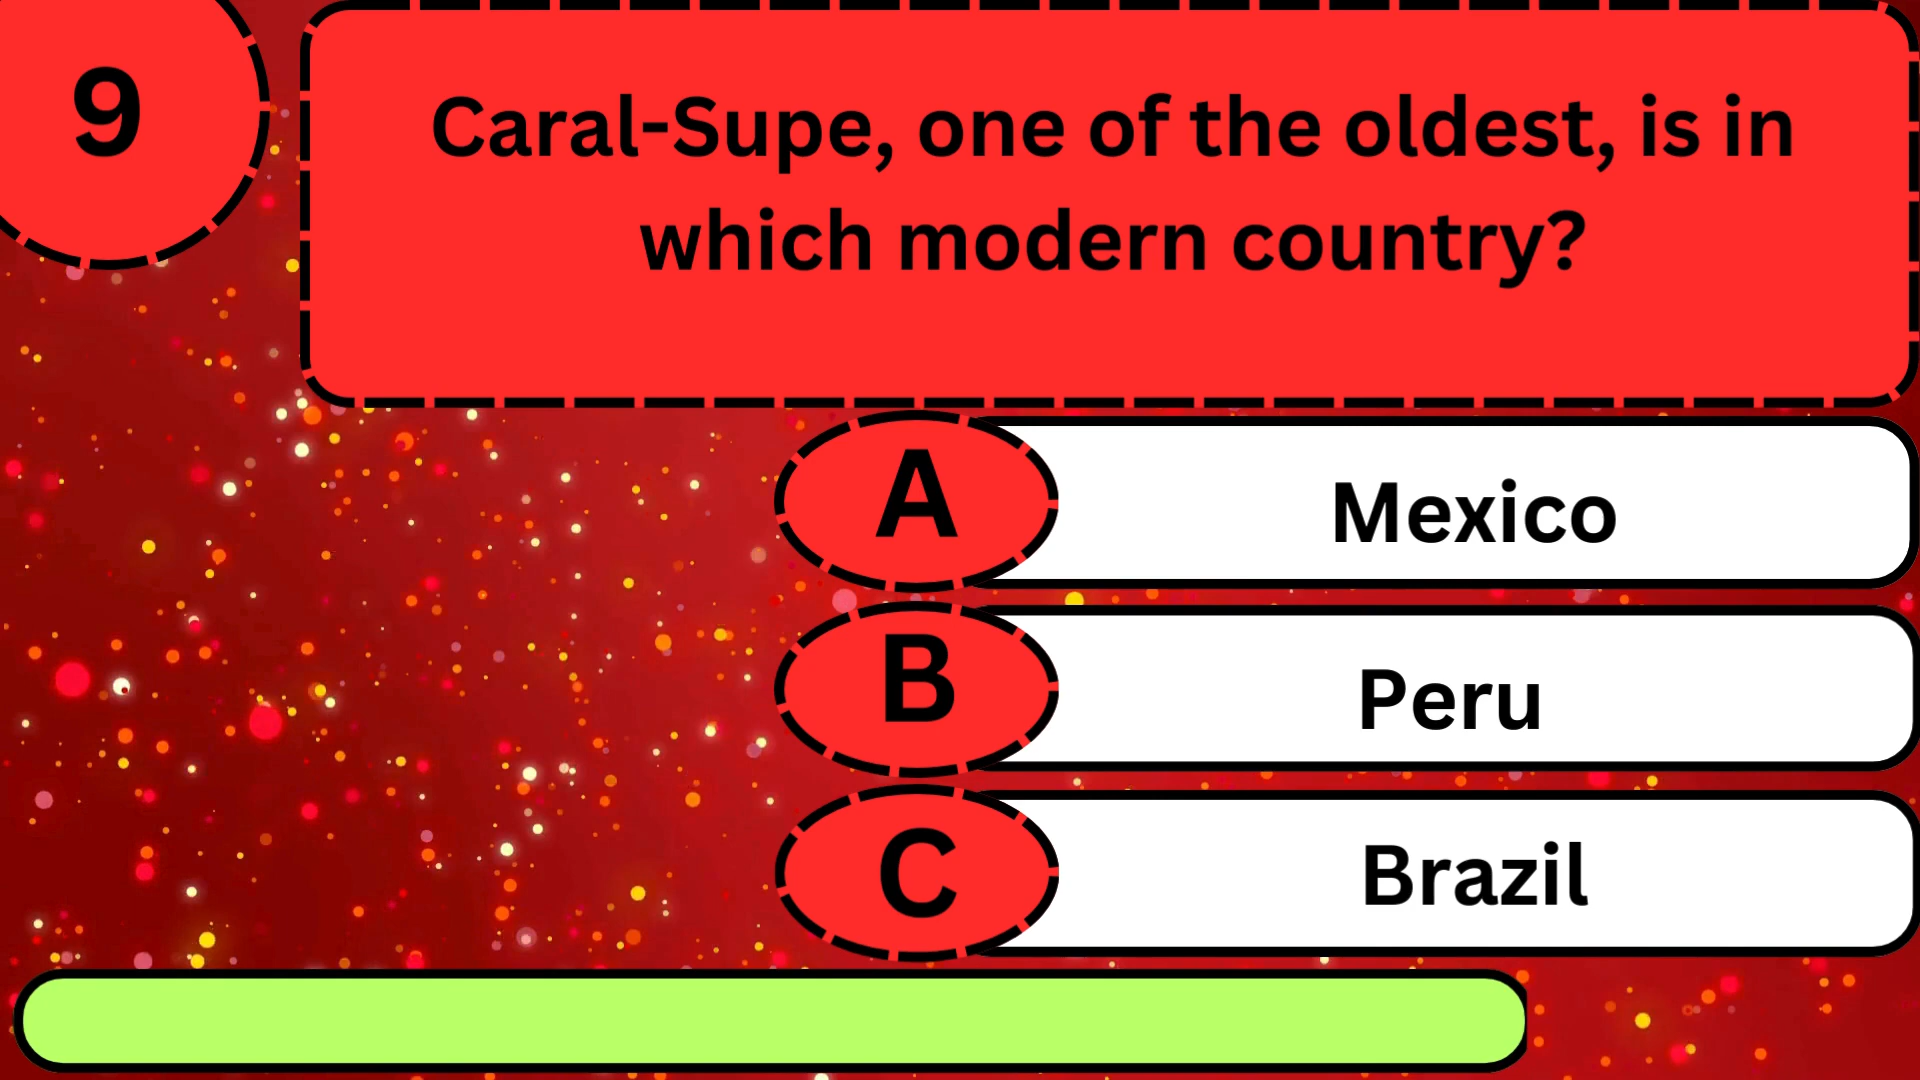 9
Caral-Supe, one of the oldest, is in
which modern country?
A
Mexico
B
Peru
C
Brazil